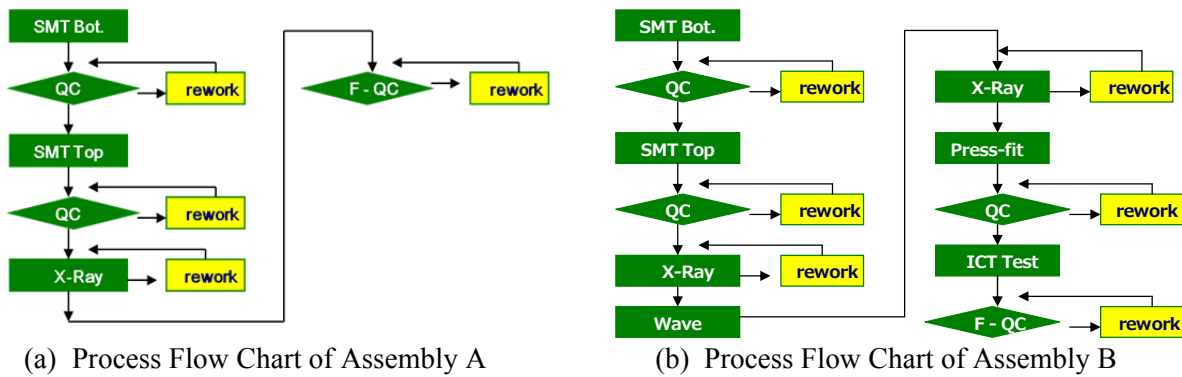 SMT Bot.
QC
rework
SMT Top
QC
rework
X-Ray
rework
F - QC
rework
(a) Process Flow Chart of Assembly A
SMT Bot.
QC
rework
SMT Top
QC
rework
X-Ray
rework
Wave
X-Ray
rework
Press-fit
QC
rework
ICT Test
F - QC
rework
(b) Process Flow Chart of Assembly B